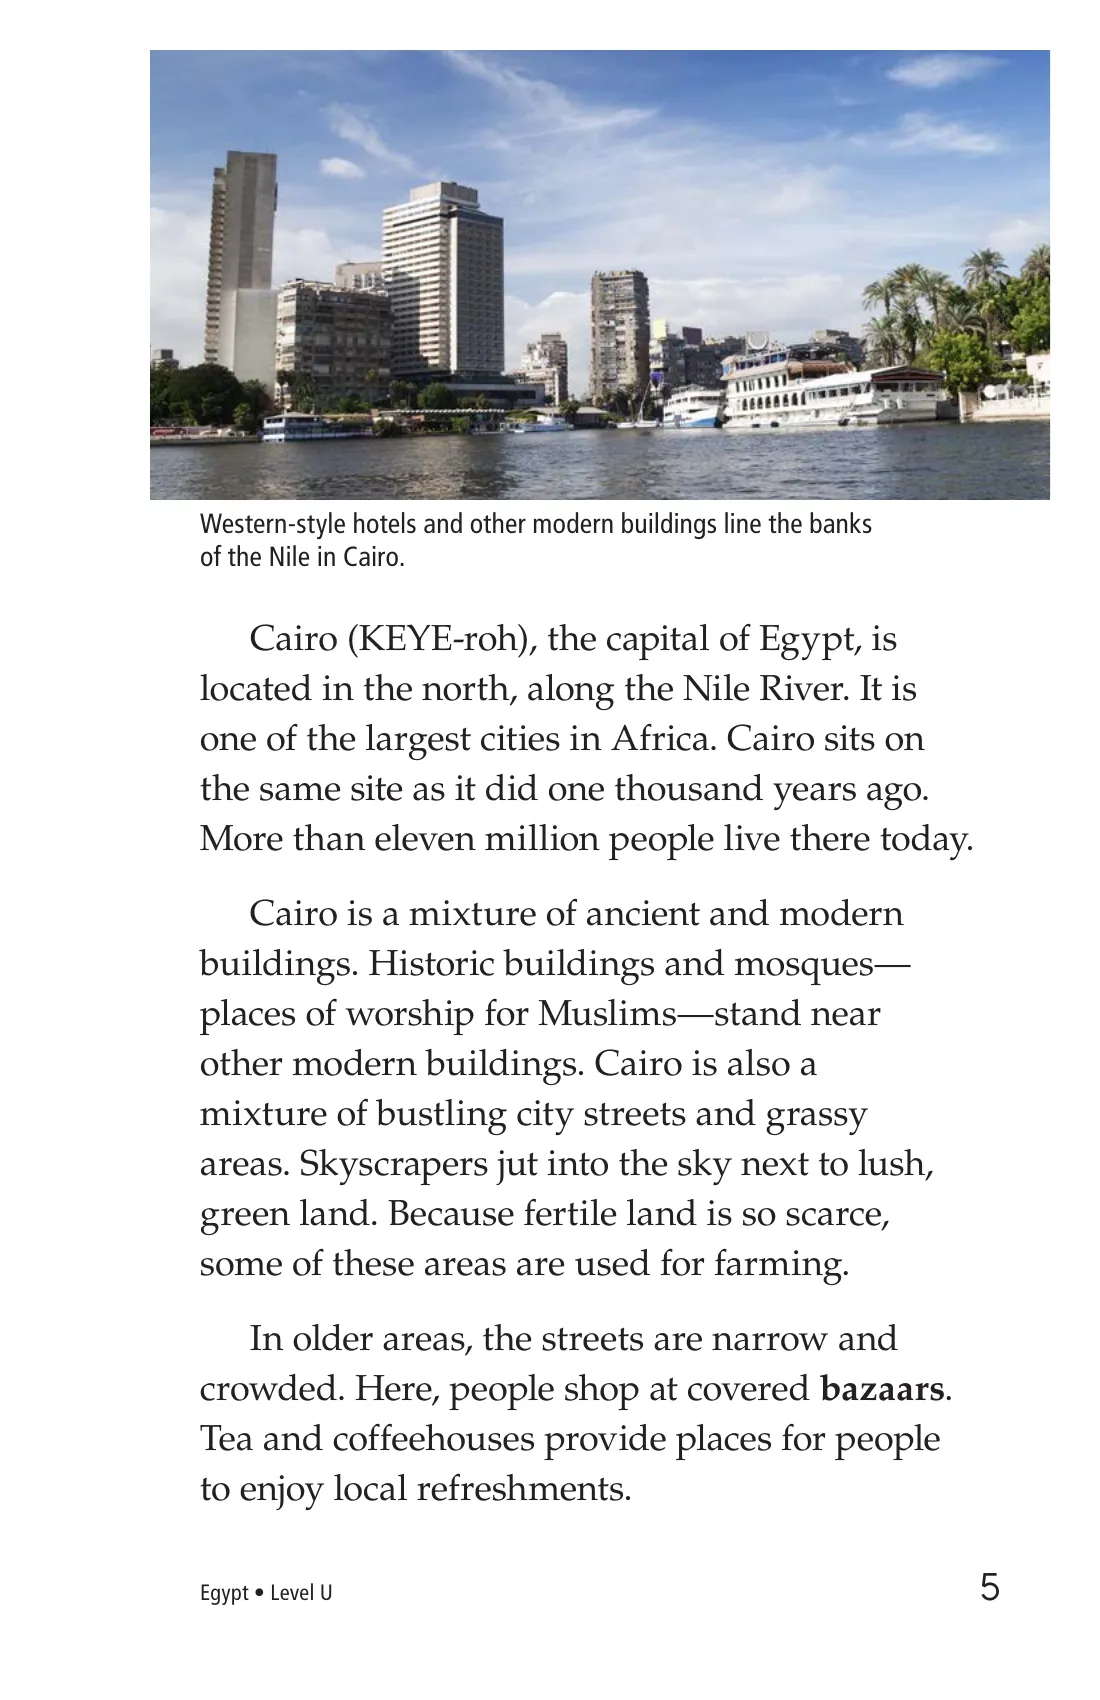 Western-style hotels and other modern buildings line the banks
of the Nile in Cairo.
Cairo (KEYE-roh), the capital of Egypt, is
located in the north, along the Nile River. It is
one of the largest cities in Africa. Cairo sits on
the same site as it did one thousand years ago.
More than eleven million people live there today.
Cairo is a mixture of ancient and modern
buildings. Historic buildings and mosques—
places of worship for Muslims—stand near
other modern buildings. Cairo is also a
mixture of bustling city streets and grassy
areas. Skyscrapers jut into the sky next to lush,
green land. Because fertile land is so scarce,
some of these areas are used for farming.
In older areas, the streets are narrow and
crowded. Here, people shop at covered bazaars.
Tea and coffeehouses provide places for people
to enjoy local refreshments.
Egypt • Level U
5